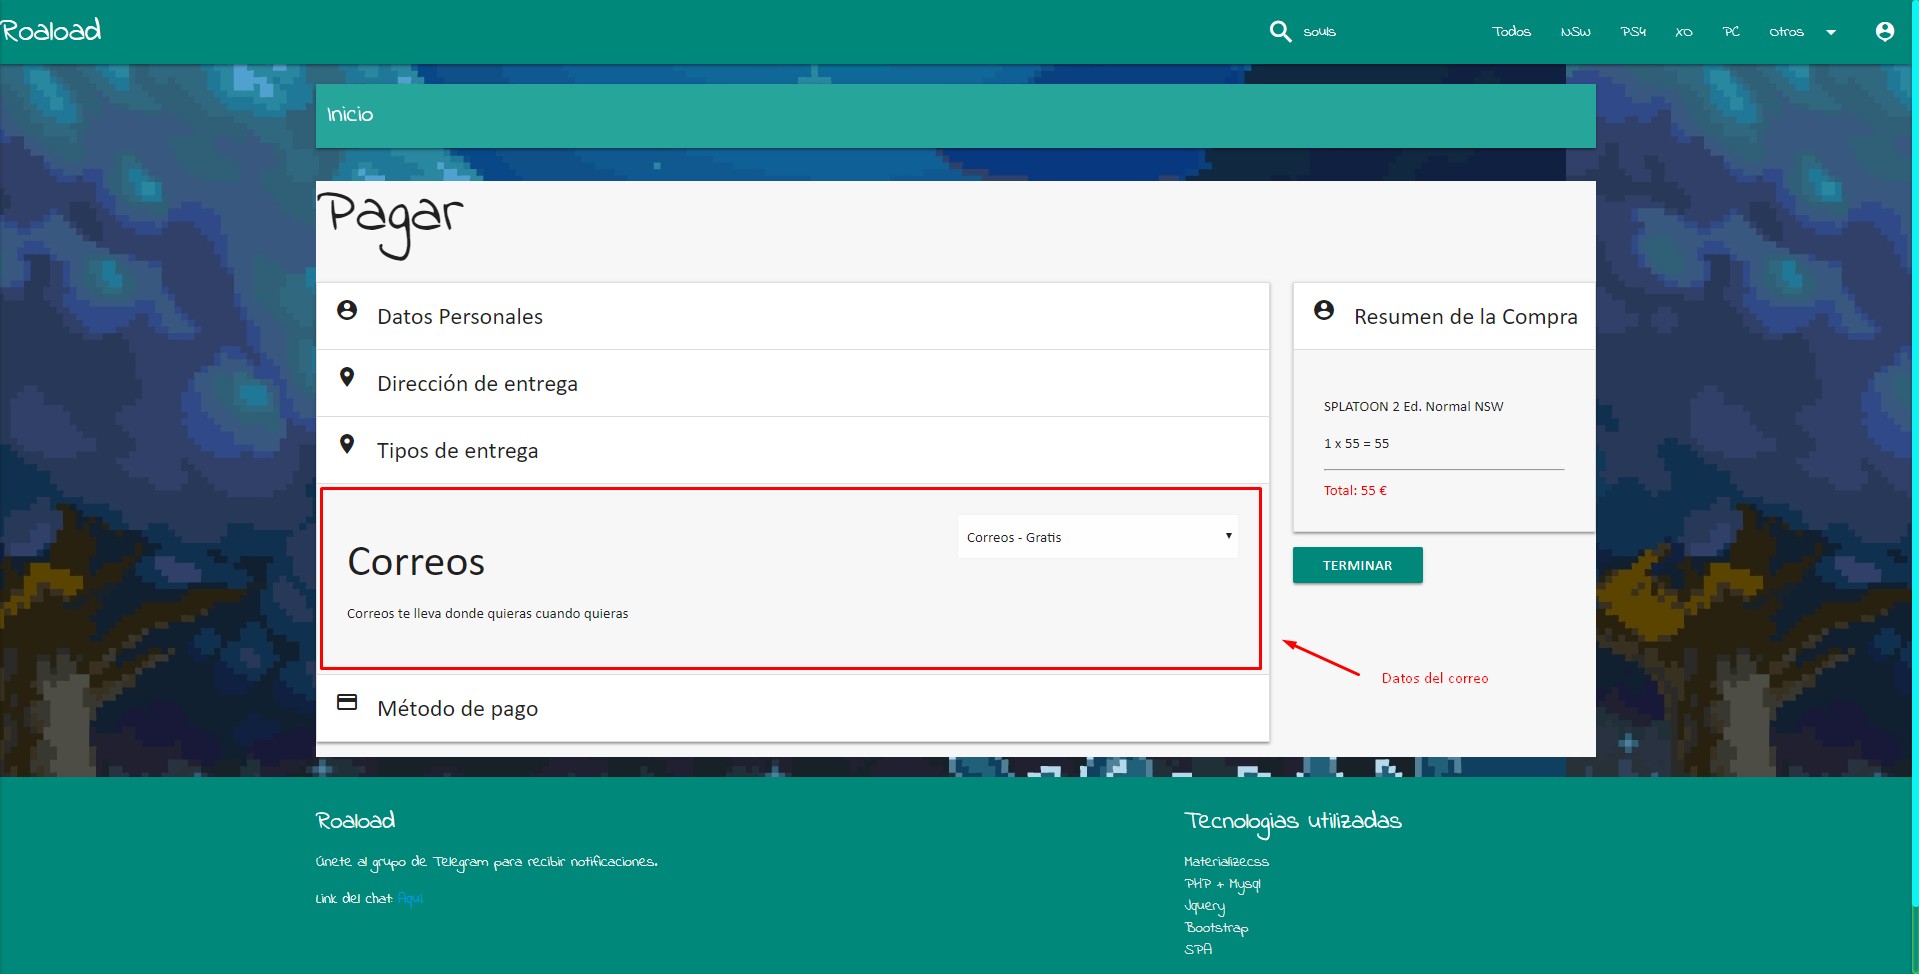 Roaload
souls
Todos NSW PS4 XO PC Otros
Inicio
Pagar
Datos Personales
Dirección de entrega
Tipos de entrega
Correos - Gratis
Correos
Correos te lleva donde quieras cuando quieras
Método de pago
Resumen de la Compra
SPLATOON 2 Ed. Normal NSW
1 x 55 = 55
Total: 55 €
TERMINAR
Datos del correo
Roaload
Únete al grupo de Telegram para recibir notificaciones.
Link del chat: Aquí
Tecnologias utilizadas
Materializecss
PHP + Mysql
Jquery
Bootstrap
SPA